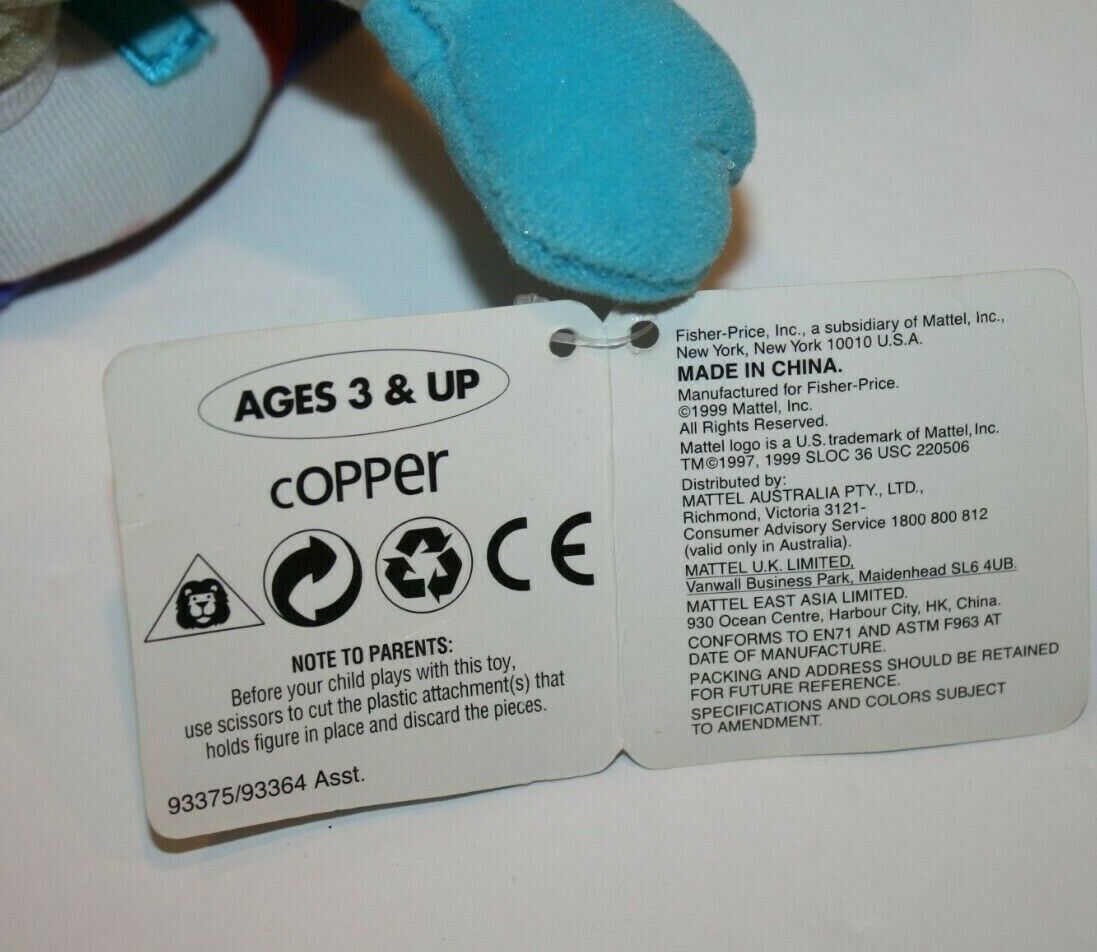 AGES 3 & UP
COPPer
CE
NOTE TO PARENTS:
Before your child plays with this toy,
use scissors to cut the plastic attachment(s) that
holds figure in place and discard the pieces.
93375/93364 Asst.
Fisher-Price, Inc., a subsidiary of Mattel, Inc.,
New York, New York 10010 U.S.A.
MADE IN CHINA.
Manufactured for Fisher-Price.
©1999 Mattel, Inc.
All Rights Reserved.
Mattel logo is a U.S. trademark of Mattel, Inc.
TM©1997, 1999 SLOC 36 USC 220506
Distributed by:
MATTEL AUSTRALIA PTY., LTD.,
Richmond, Victoria 3121-
Consumer Advisory Service 1800 800 812
(valid only in Australia).
MATTEL U.K. LIMITED,
Vanwall Business Park, Maidenhead SL6 4UB.
MATTEL EAST ASIA LIMITED.
930 Ocean Centre, Harbour City, HK, China.
CONFORMS TO EN71 AND ASTM F963 AT
DATE OF MANUFACTURE.
PACKING AND ADDRESS SHOULD BE RETAINED
FOR FUTURE REFERENCE.
SPECIFICATIONS AND COLORS SUBJECT
TO AMENDMENT.